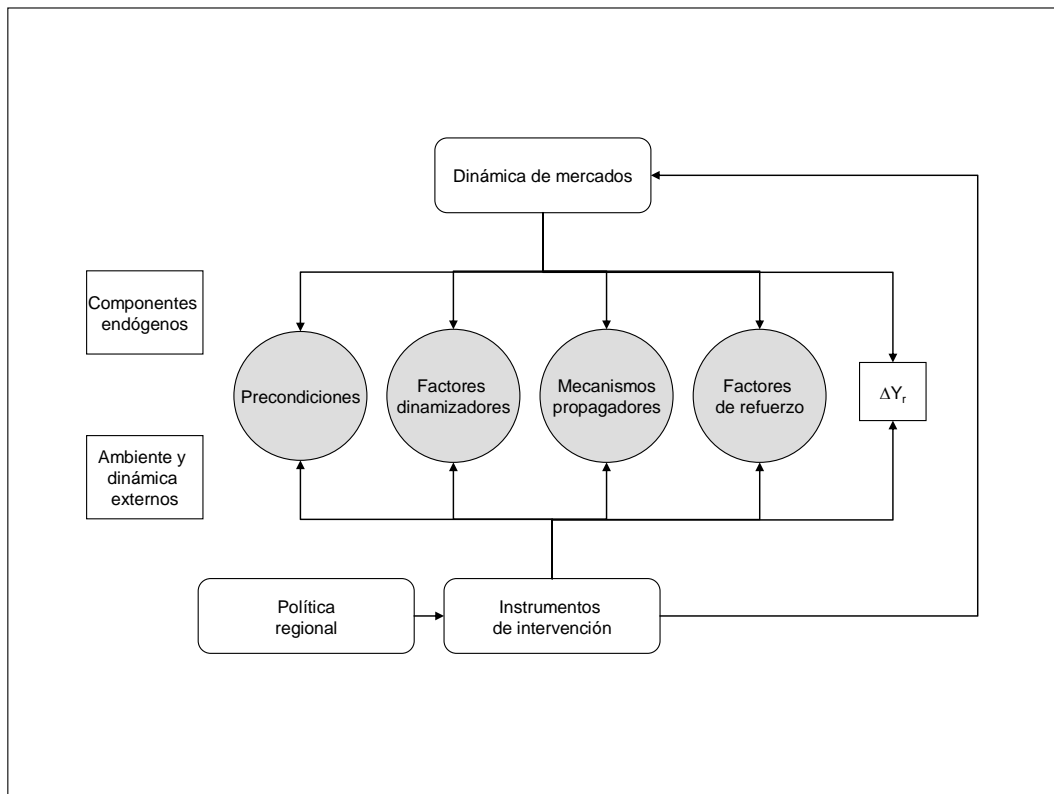 Dinámica de mercados
Componentes
endógenos
Precondiciones
Factores
dinamizadores
Mecanismos
propagadores
Factores
de refuerzo
ΔYr
Ambiente y
dinámica
externos
Política
regional
Instrumentos
de intervención